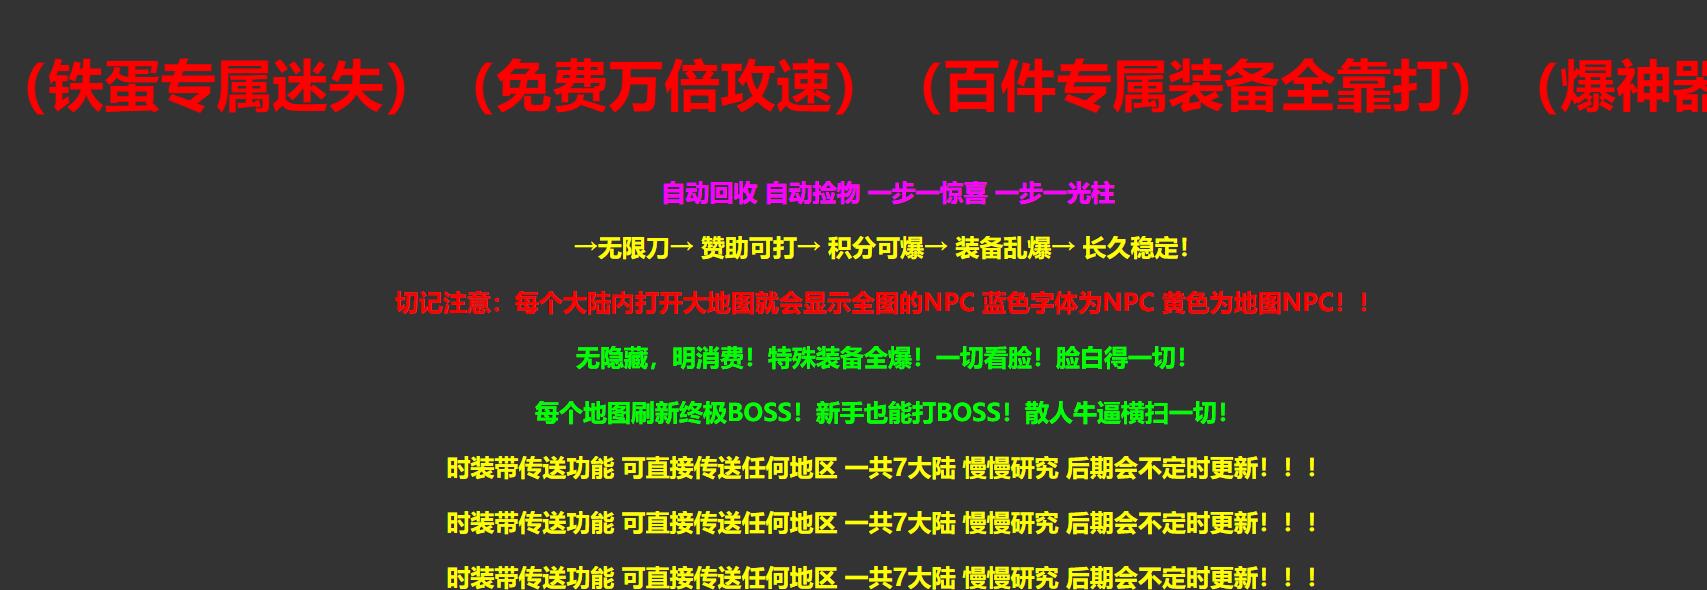 （铁蛋专属迷失）（免费万倍攻速）（百件专属装备全靠打）（爆神器
自动回收 自动捡物 一步一惊喜 一步一光柱
→无限刀→ 赞助可打→ 积分可爆→ 装备乱爆→ 长久稳定！
切记注意：每个大陆内打开大地图就会显示全图的NPC 蓝色字体为NPC 黄色为地图NPC！！
无隐藏，明消费！特殊装备全爆！一切看脸！脸白得一切！
每个地图刷新终极BOSS！新手也能打BOSS！散人牛逼横扫一切！
时装带传送功能 可直接传送任何地区 一共7大陆 慢慢研究 后期会不定时更新！！！
时装带传送功能 可直接传送任何地区 一共7大陆 慢慢研究 后期会不定时更新！！！
时装带传送功能 可直接传送任何地区 一共7大陆 慢慢研究 后期会不定时更新！！！